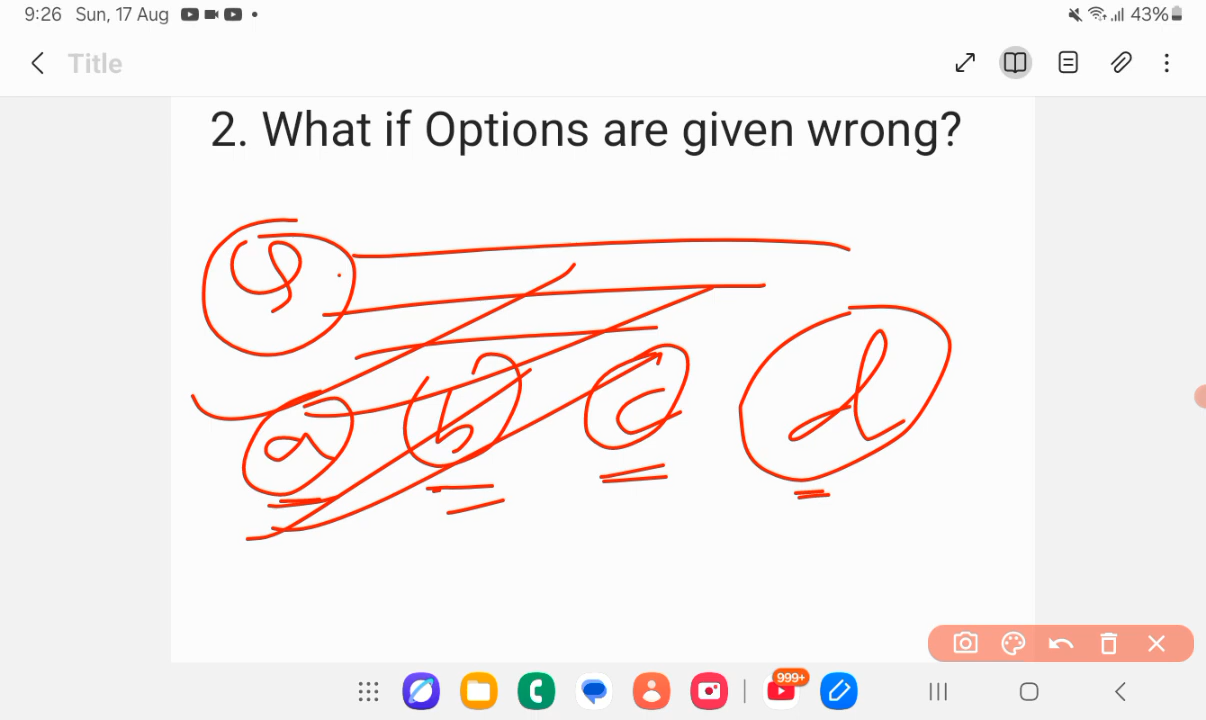 9:26 Sun, 17 Aug 43%
Title
2. What if Options are given wrong?
Q
a b c d
999+